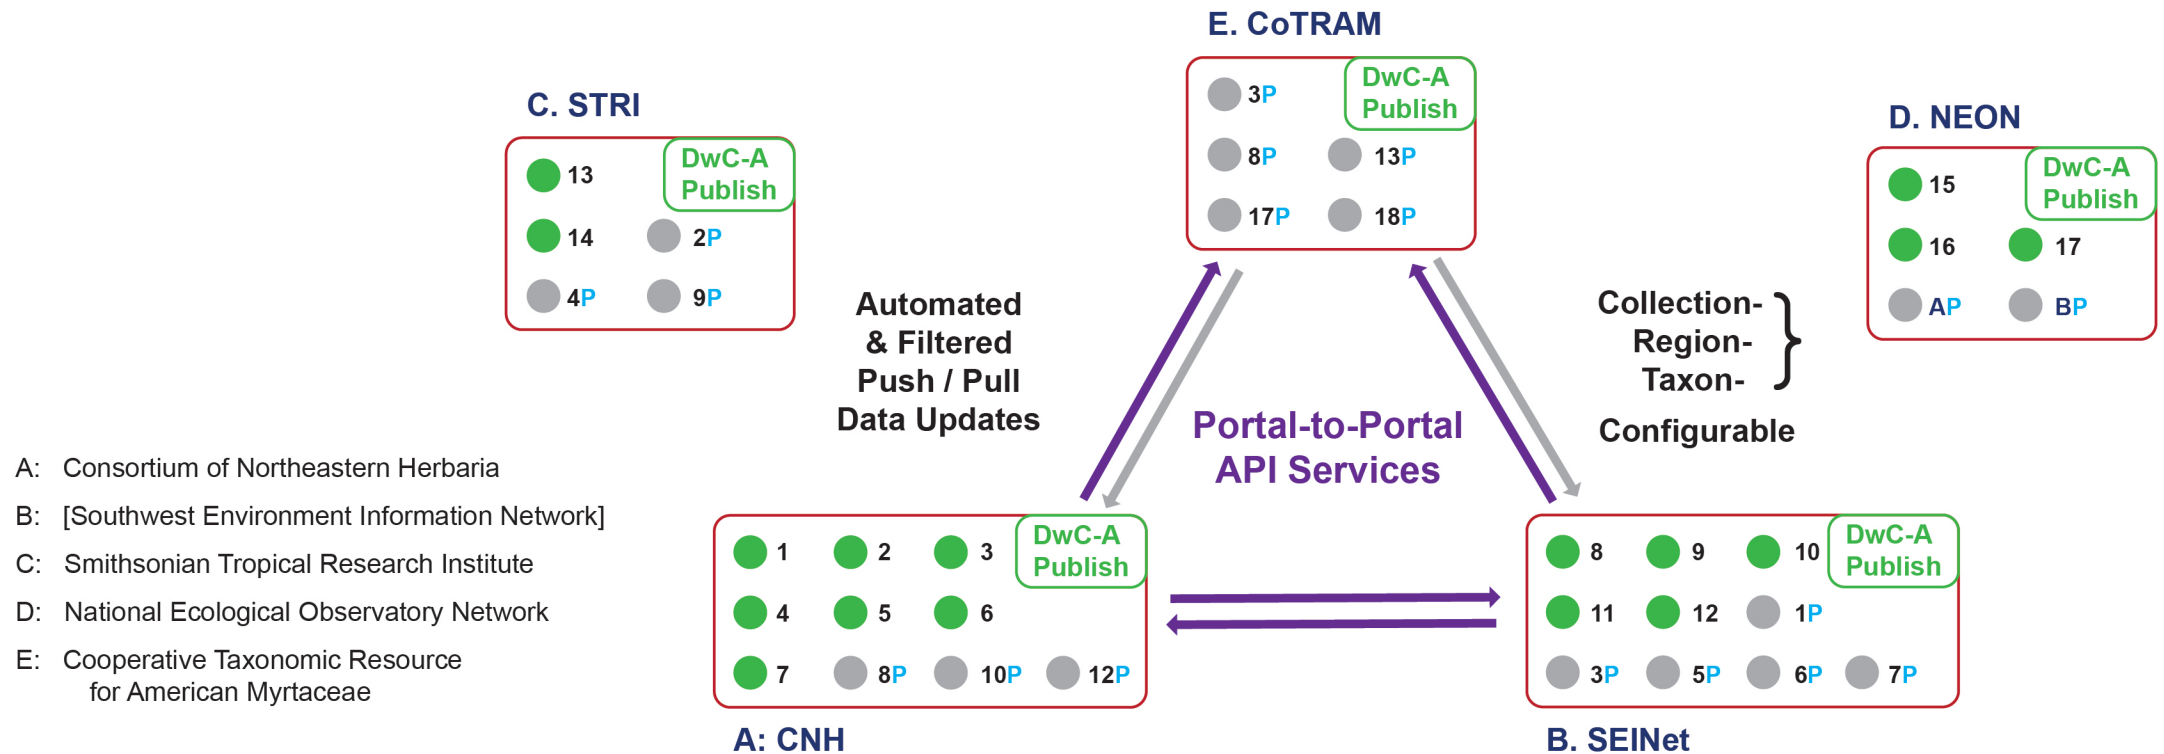 E. CoTRAM
3P
DwC-A
Publish
8P
13P
17P
18P
C. STRI
13
DwC-A
Publish
14
2P
4P
9P
D. NEON
15
DwC-A
Publish
16
17
AP
BP
Automated
& Filtered
Push / Pull
Data Updates
Collection-
Region-
Taxon-
Configurable
Portal-to-Portal
API Services
A: Consortium of Northeastern Herbaria
B: [Southwest Environment Information Network]
C: Smithsonian Tropical Research Institute
D: National Ecological Observatory Network
E: Cooperative Taxonomic Resource
for American Myrtaceae
1 2 3
DwC-A
Publish
4 5 6
7 8P 10P 12P
A: CNH
8 9 10
DwC-A
Publish
11 12 1P
3P 5P 6P 7P
B. SEINet